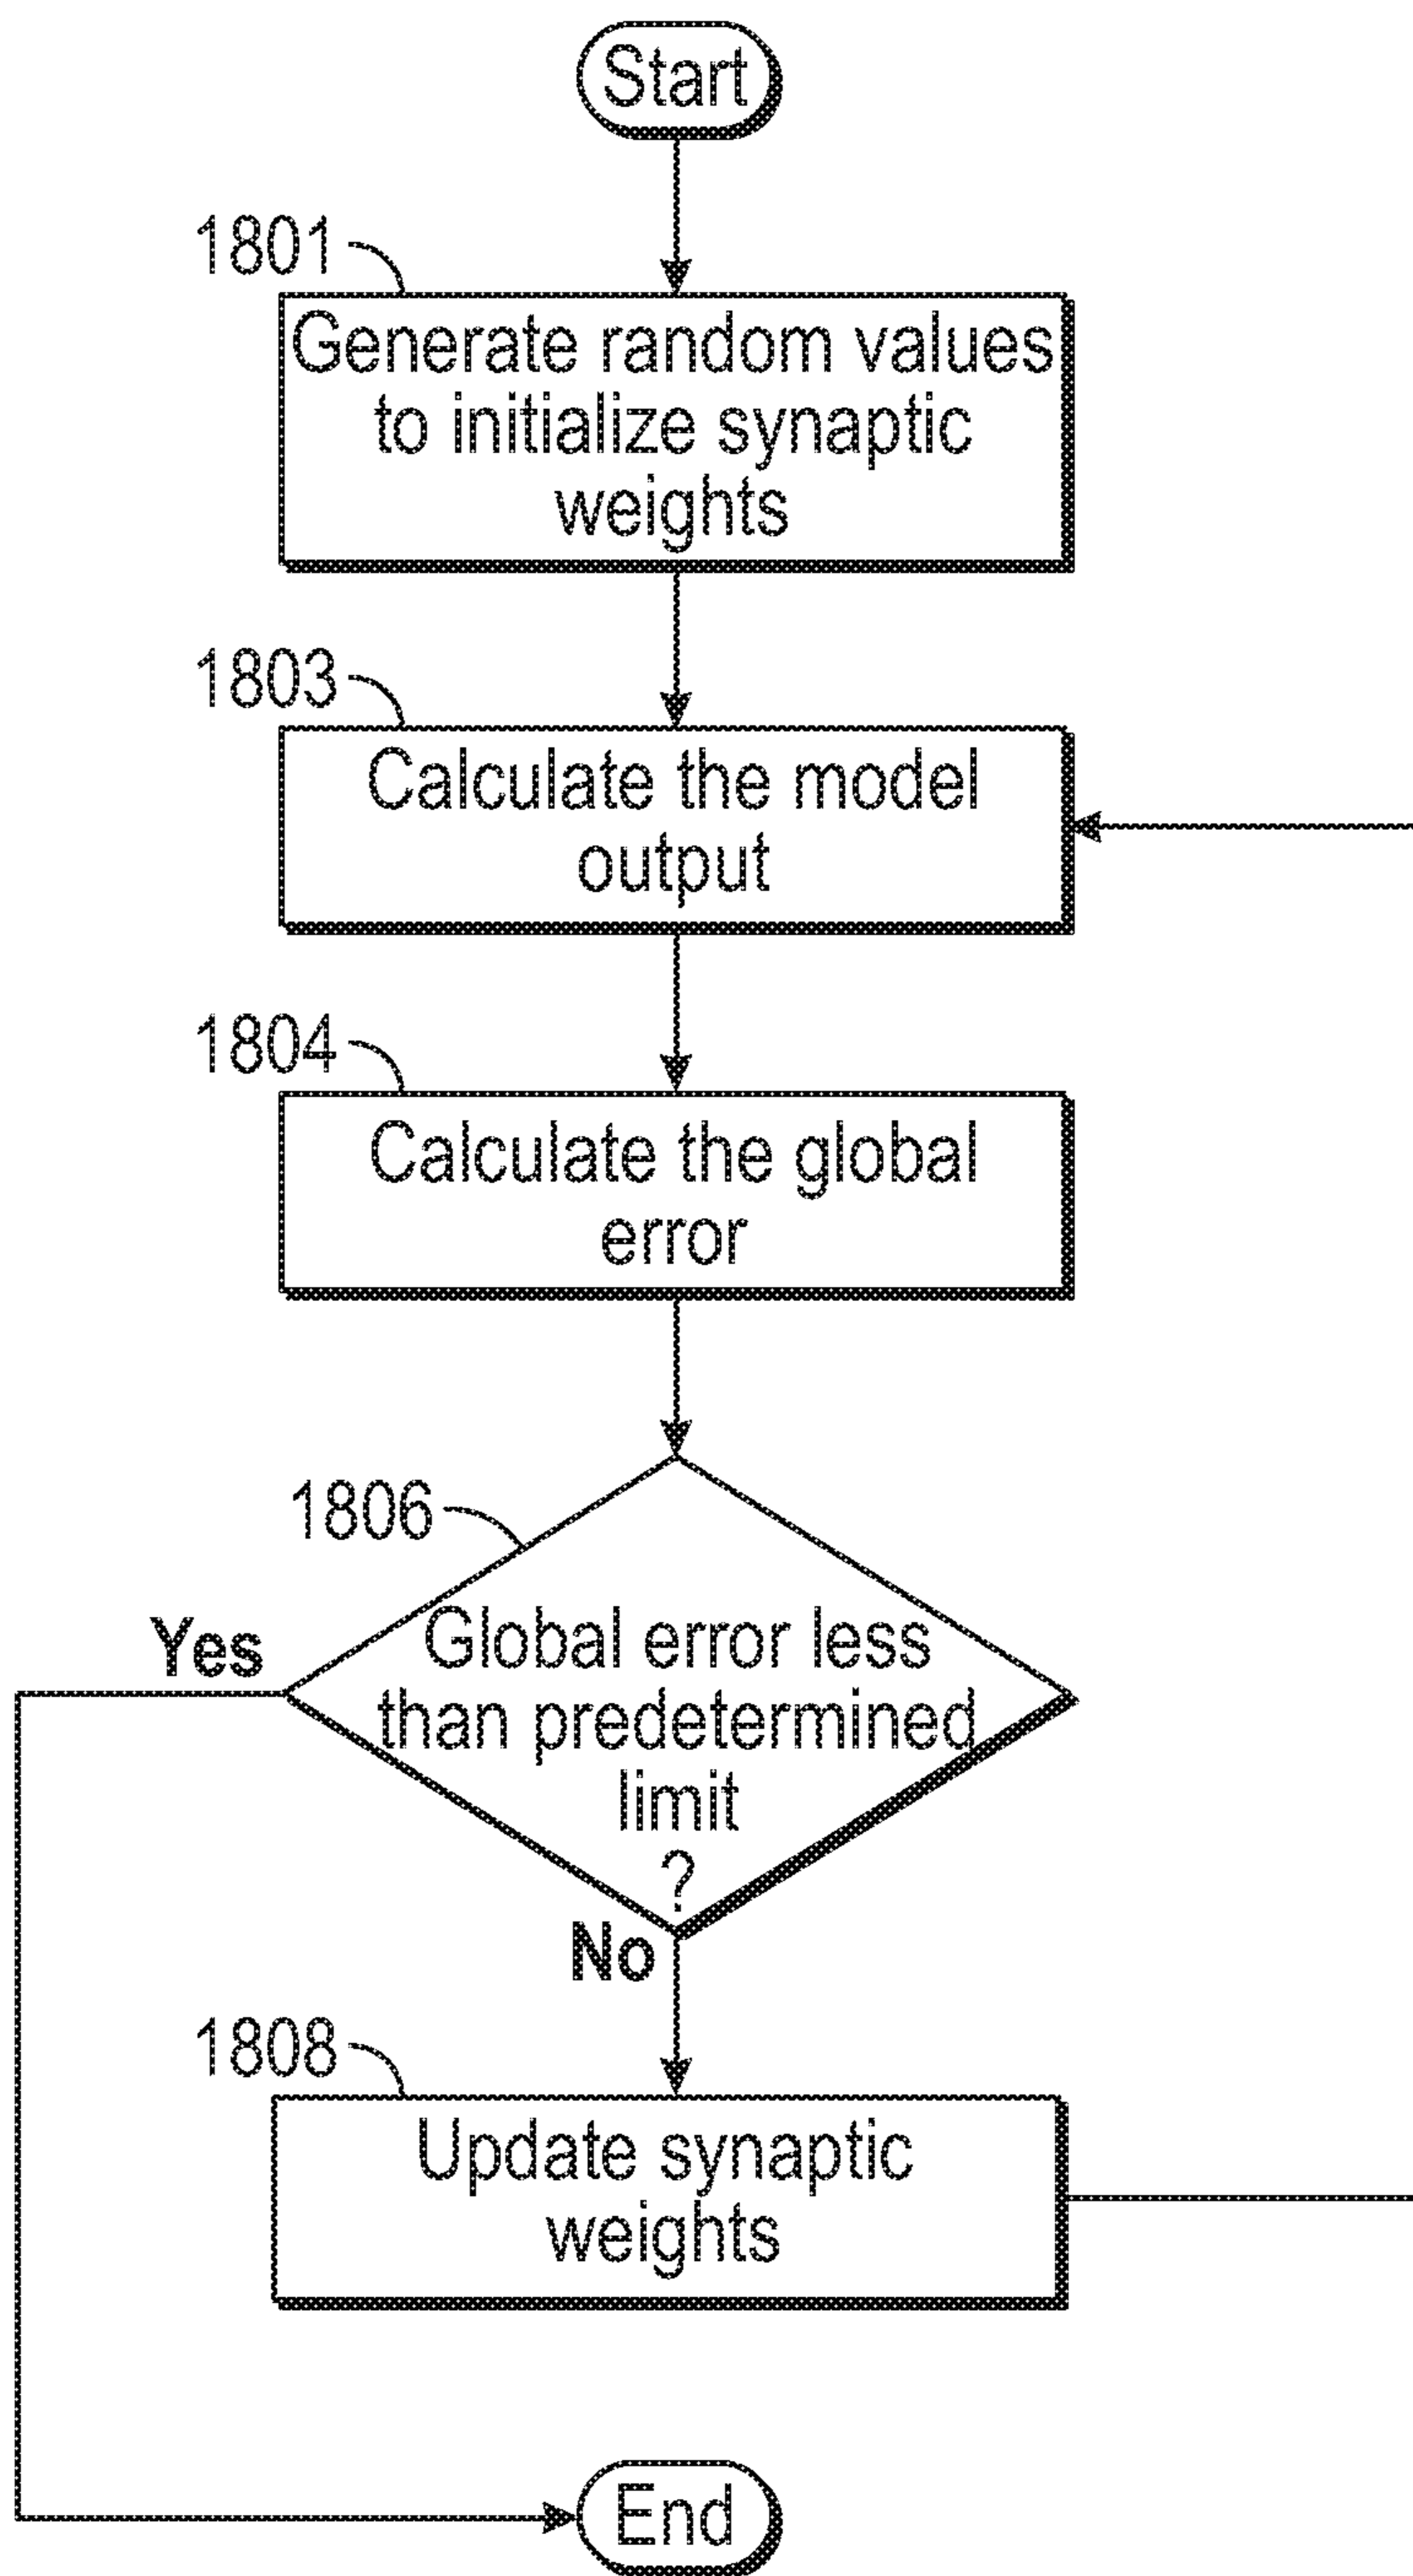 Start
1801
Generate random values
to initialize synaptic
weights
1803
Calculate the model
output
1804
Calculate the global
error
1806
Yes
Global error less
than predetermined
limit
?
No
1808
Update synaptic
weights
End